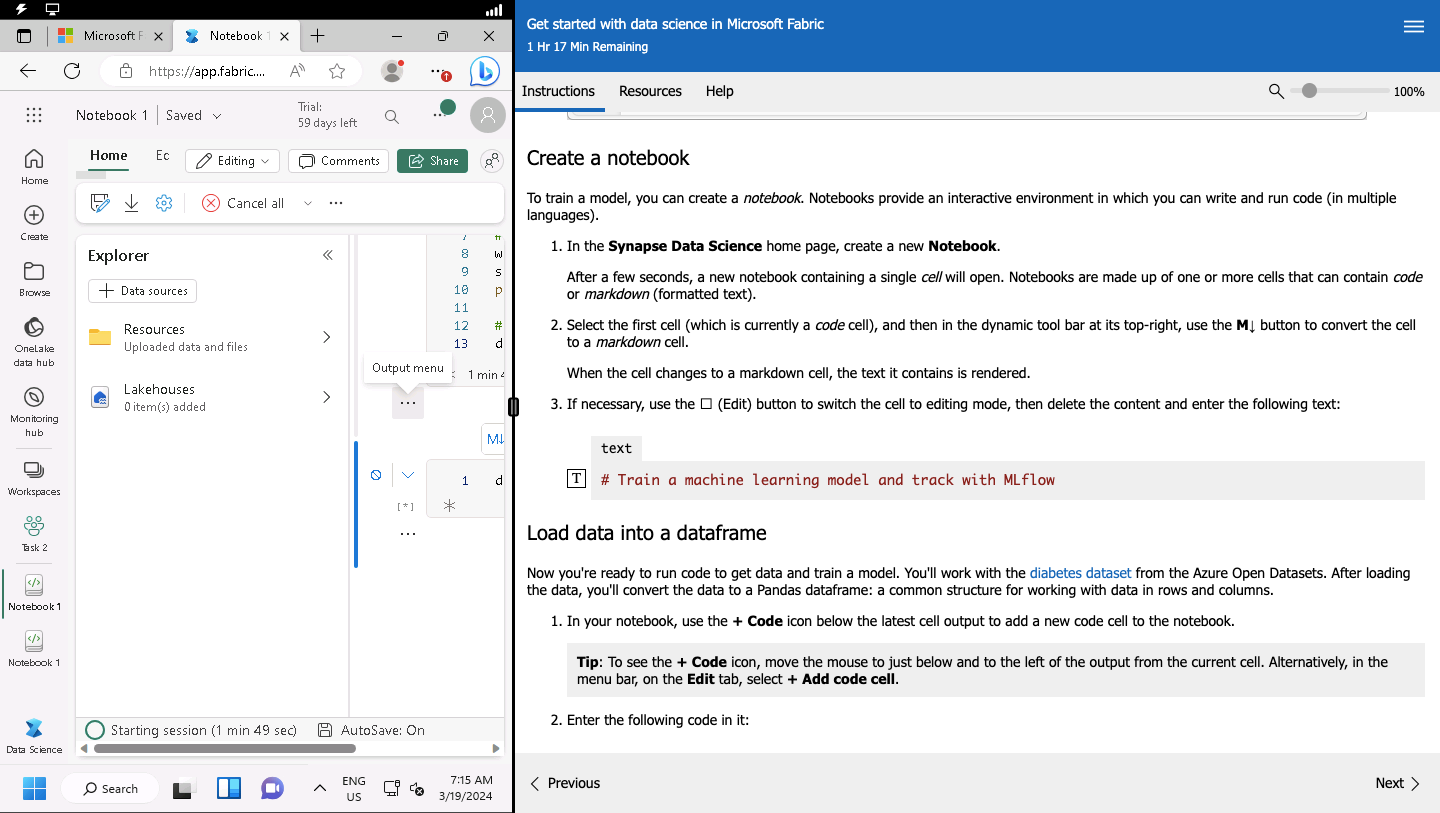 Microsoft F
Notebook 1
https://app.fabric....
Notebook 1
Saved
Trial:
59 days left
Home
Ec
Editing
Comments
Share
Cancel all
Home
Create
Browse
OneLake
data hub
Monitoring
hub
Workspaces
Task 2
Notebook 1
Notebook 1
Data Science
Explorer
Data sources
Resources
Uploaded data and files
Lakehouses
0 item(s) added
7 #
8 w
9 s
10 p
11
12 #
13 d
1 min 4
Output menu
M↓
1 d
[*]
Starting session (1 min 49 sec)
AutoSave: On
Search
ENG
US
7:15 AM
3/19/2024
Get started with data science in Microsoft Fabric
1 Hr 17 Min Remaining
Instructions Resources Help
100%
Create a notebook
To train a model, you can create a notebook. Notebooks provide an interactive environment in which you can write and run code (in multiple
languages).
1. In the Synapse Data Science home page, create a new Notebook.
After a few seconds, a new notebook containing a single cell will open. Notebooks are made up of one or more cells that can contain code
or markdown (formatted text).
2. Select the first cell (which is currently a code cell), and then in the dynamic tool bar at its top-right, use the M↓ button to convert the cell
to a markdown cell.
When the cell changes to a markdown cell, the text it contains is rendered.
3. If necessary, use the ☐ (Edit) button to switch the cell to editing mode, then delete the content and enter the following text:
text
T
# Train a machine learning model and track with MLflow
Load data into a dataframe
Now you're ready to run code to get data and train a model. You'll work with the diabetes dataset from the Azure Open Datasets. After loading
the data, you'll convert the data to a Pandas dataframe: a common structure for working with data in rows and columns.
1. In your notebook, use the + Code icon below the latest cell output to add a new code cell to the notebook.
Tip: To see the + Code icon, move the mouse to just below and to the left of the output from the current cell. Alternatively, in the
menu bar, on the Edit tab, select + Add code cell.
2. Enter the following code in it:
Previous
Next